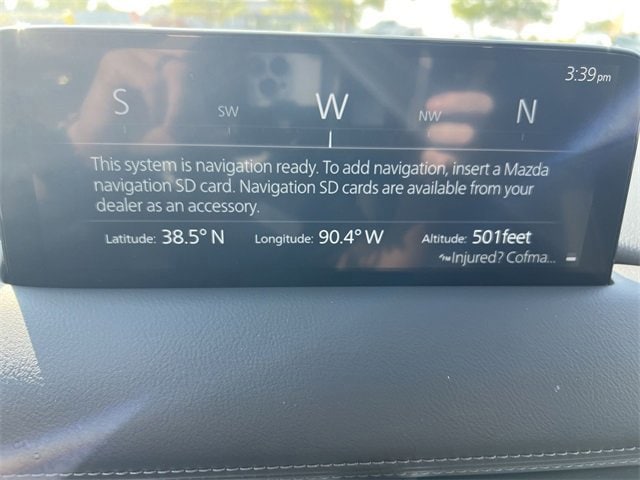 3:39pm
S SW W NW N
This system is navigation ready. To add navigation, insert a Mazda
navigation SD card. Navigation SD cards are available from your
dealer as an accessory.
Latitude: 38.5° N Longitude: 90.4° W Altitude: 501feet
FM Injured? Cofma...